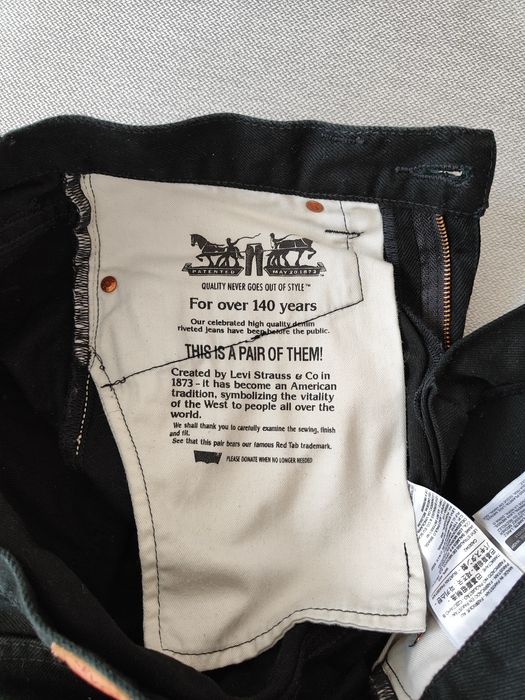 PATENTED MAY 20 1873
QUALITY NEVER GOES OUT OF STYLE™
For over 140 years
Our celebrated high quality denim
riveted jeans have been before the public.
THIS IS A PAIR OF THEM!
Created by Levi Strauss & Co in
1873 - it has become an American
tradition, symbolizing the vitality
of the West to people all over the
world.
We shall thank you to carefully examine the sewing, finish
and fit.
See that this pair bears our famous Red Tab trademark.
PLEASE DONATE WHEN NO LONGER NEEDED